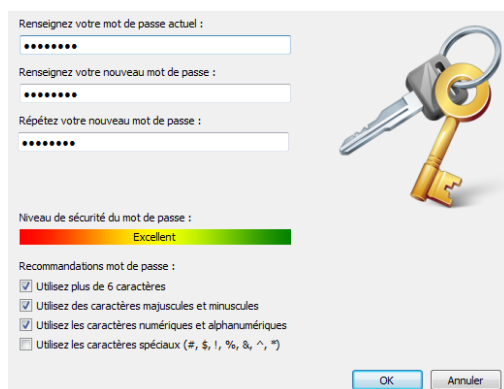 Renseignez votre mot de passe actuel :
••••••••
Renseignez votre nouveau mot de passe :
••••••••
Répétez votre nouveau mot de passe :
••••••••
Niveau de sécurité du mot de passe :
Excellent
Recommandations mot de passe :
Utilisez plus de 6 caractères
Utilisez des caractères majuscules et minuscules
Utilisez les caractères numériques et alphanumériques
Utilisez les caractères spéciaux (#, $, !, %, &, ^, *)
OK Annuler